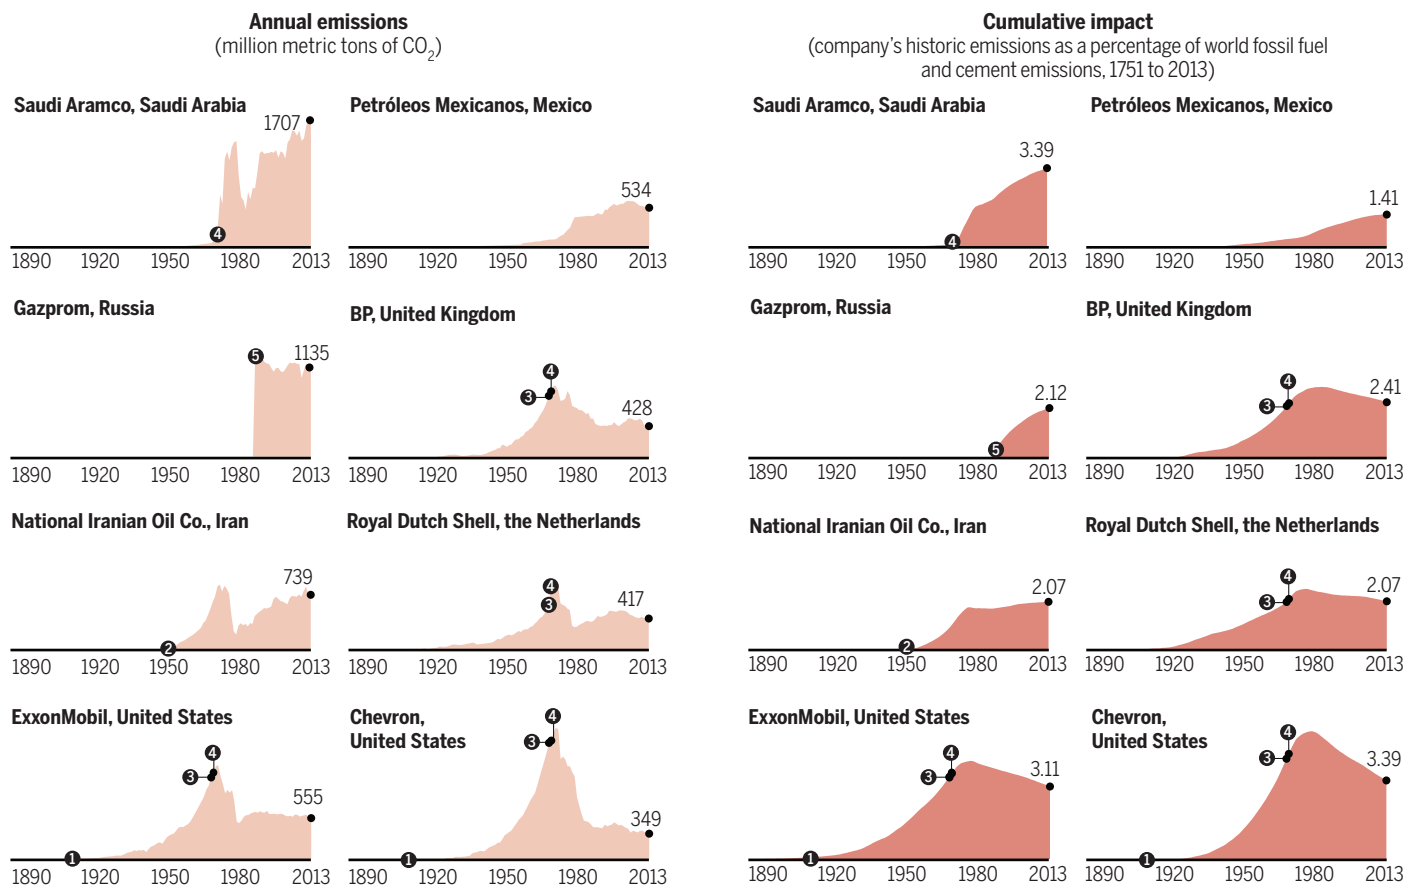 Annual emissions
(million metric tons of CO2)
Saudi Aramco, Saudi Arabia
1707
4
1890 1920 1950 1980 2013
Petróleos Mexicanos, Mexico
534
1890 1920 1950 1980 2013
Gazprom, Russia
5 1135
1890 1920 1950 1980 2013
BP, United Kingdom
4
3
428
1890 1920 1950 1980 2013
National Iranian Oil Co., Iran
739
2
1890 1920 1950 1980 2013
Royal Dutch Shell, the Netherlands
4
3
417
1890 1920 1950 1980 2013
ExxonMobil, United States
4
3
555
1
1890 1920 1950 1980 2013
Chevron,
United States
4
3
349
1
1890 1920 1950 1980 2013
Cumulative impact
(company's historic emissions as a percentage of world fossil fuel
and cement emissions, 1751 to 2013)
Saudi Aramco, Saudi Arabia
3.39
4
1890 1920 1950 1980 2013
Petróleos Mexicanos, Mexico
1.41
1890 1920 1950 1980 2013
Gazprom, Russia
2.12
5
1890 1920 1950 1980 2013
BP, United Kingdom
4
3
2.41
1890 1920 1950 1980 2013
National Iranian Oil Co., Iran
2.07
2
1890 1920 1950 1980 2013
Royal Dutch Shell, the Netherlands
4
3
2.07
1890 1920 1950 1980 2013
ExxonMobil, United States
4
3
3.11
1
1890 1920 1950 1980 2013
Chevron,
United States
4
3
3.39
1
1890 1920 1950 1980 2013